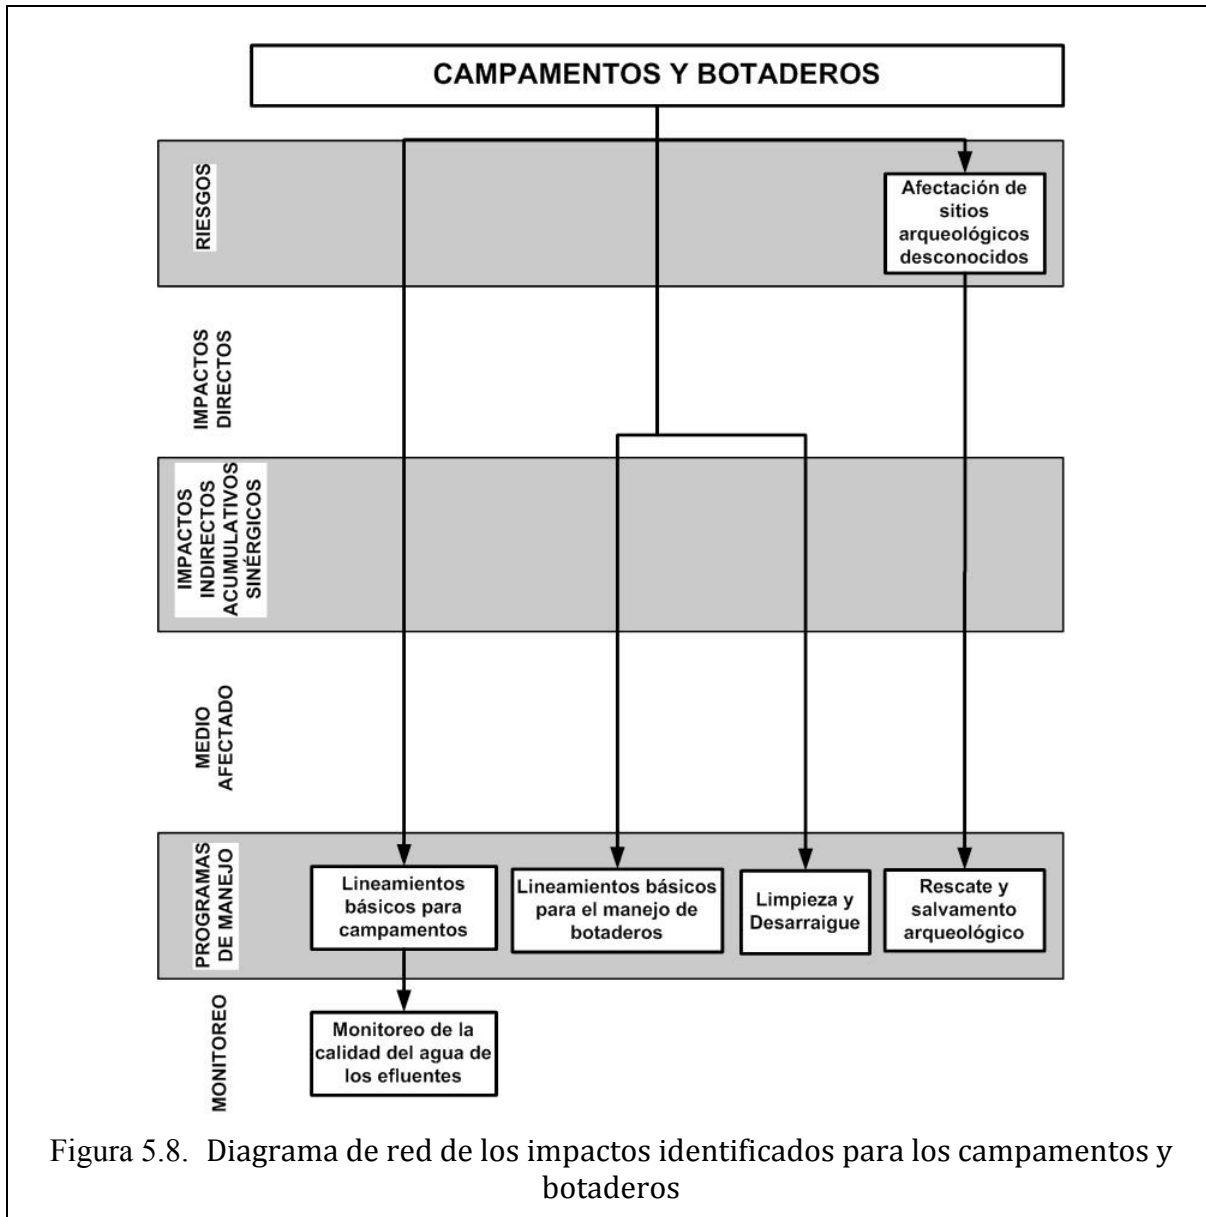 CAMPAMENTOS Y BOTADEROS
RIESGOS
Afectación de
sitios
arqueológicos
desconocidos
IMPACTOS
DIRECTOS
IMPACTOS
INDIRECTOS
ACUMULATIVOS
SINÉRGICOS
MEDIO
AFECTADO
PROGRAMAS
DE MANEJO
Lineamientos
básicos para
campamentos
Lineamientos básicos
para el manejo de
botaderos
Limpieza y
Desarraigue
Rescate y
salvamento
arqueológico
MONITOREO
Monitoreo de la
calidad del agua de
los efluentes
Figura 5.8. Diagrama de red de los impactos identificados para los campamentos y
botaderos